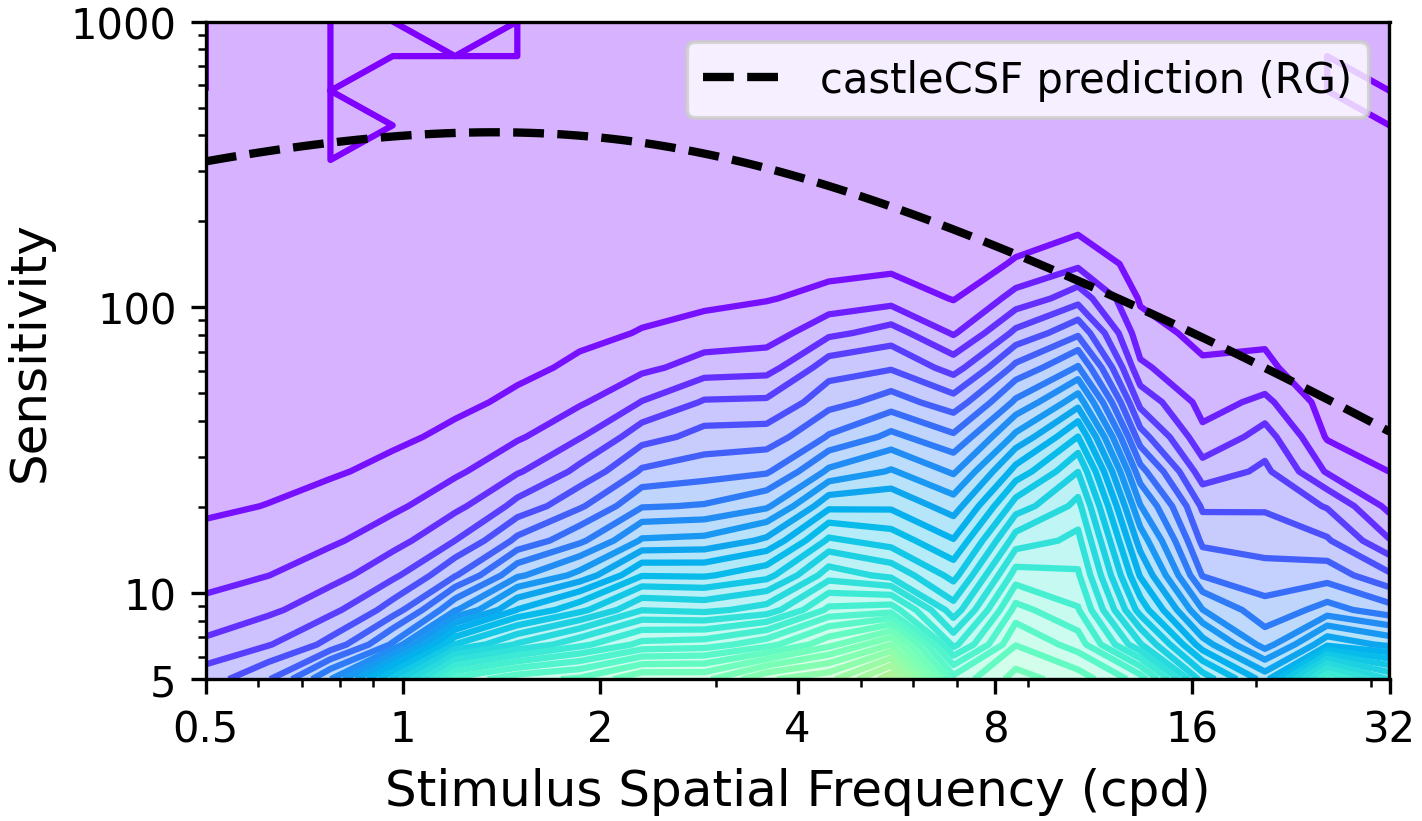 1000
castleCSF prediction (RG)
100
10
5
Sensitivity
0.5 1 2 4 8 16 32
Stimulus Spatial Frequency (cpd)